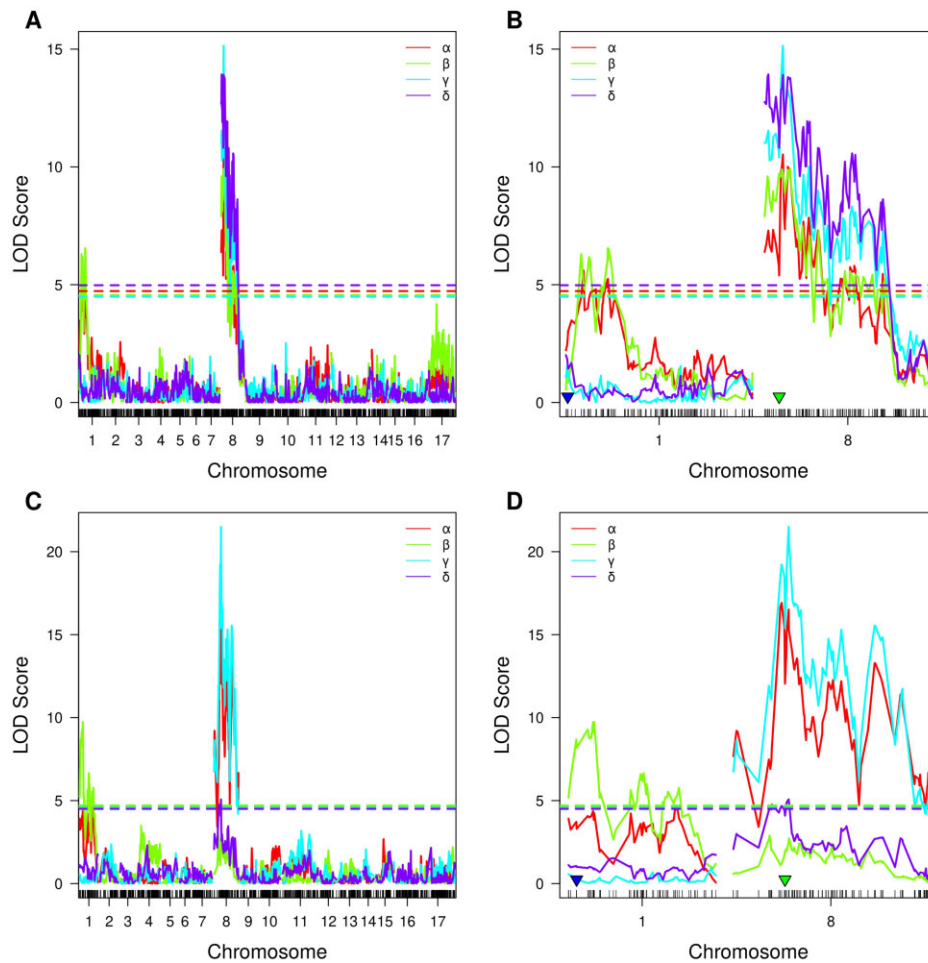 A
B
15
10
5
0
LOD Score
α
β
γ
δ
1 2 3 4 5 6 7 8 9 10 11 12 13 1415 16 17
Chromosome
15
10
5
0
LOD Score
α
β
γ
δ
1 8
Chromosome
C
D
20
15
10
5
0
LOD Score
α
β
γ
δ
1 2 3 4 5 6 7 8 9 10 11 12 13 14 15 16 17
Chromosome
20
15
10
5
0
LOD Score
α
β
γ
δ
1 8
Chromosome